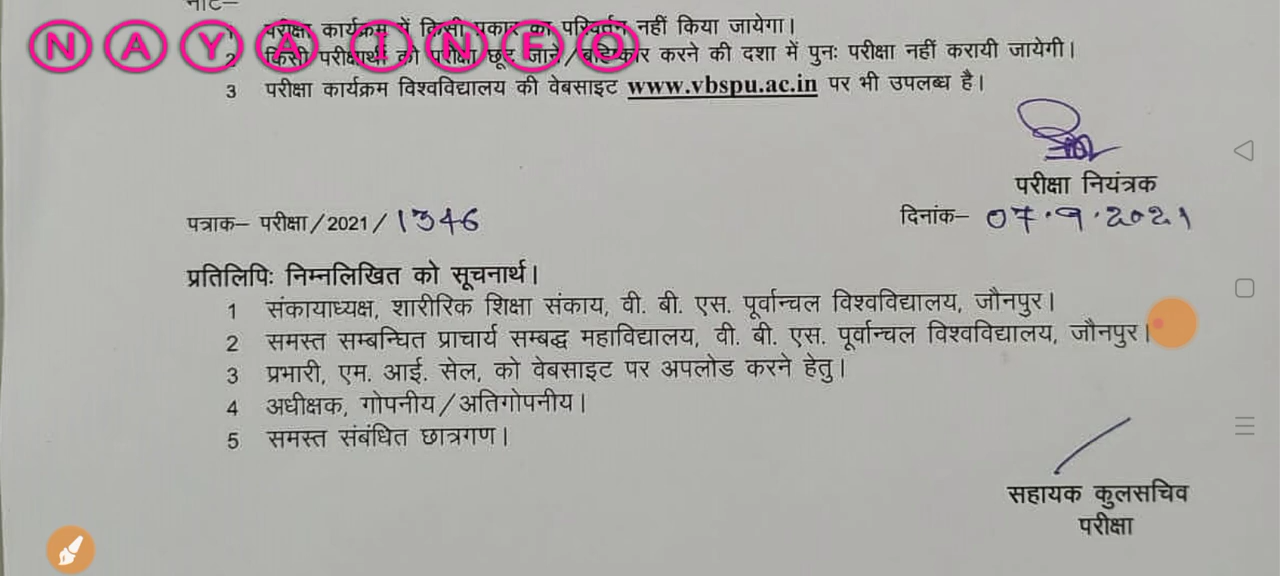 नोट–
NAYAINFO
1 परीक्षा कार्यक्रम में किसी प्रकार का परिवर्तन नहीं किया जायेगा।
2 किसी परीक्षार्थी की परीक्षा छूट जाने/बहिष्कार करने की दशा में पुनः परीक्षा नहीं करायी जायेगी।
3 परीक्षा कार्यक्रम विश्वविद्यालय की वेबसाइट www.vbspu.ac.in पर भी उपलब्ध है।
परीक्षा नियंत्रक
पत्राक– परीक्षा/2021/1346 दिनांक– 07.9.2021
प्रतिलिपिः निम्नलिखित को सूचनार्थ।
1 संकायाध्यक्ष, शारीरिक शिक्षा संकाय, वी. बी. एस. पूर्वान्चल विश्वविद्यालय, जौनपुर।
2 समस्त सम्बन्धित प्राचार्य सम्बद्ध महाविद्यालय, वी. बी. एस. पूर्वान्चल विश्वविद्यालय, जौनपुर।
3 प्रभारी, एम. आई. सेल, को वेबसाइट पर अपलोड करने हेतु।
4 अधीक्षक, गोपनीय/अतिगोपनीय।
5 समस्त संबंधित छात्रगण।
सहायक कुलसचिव
परीक्षा